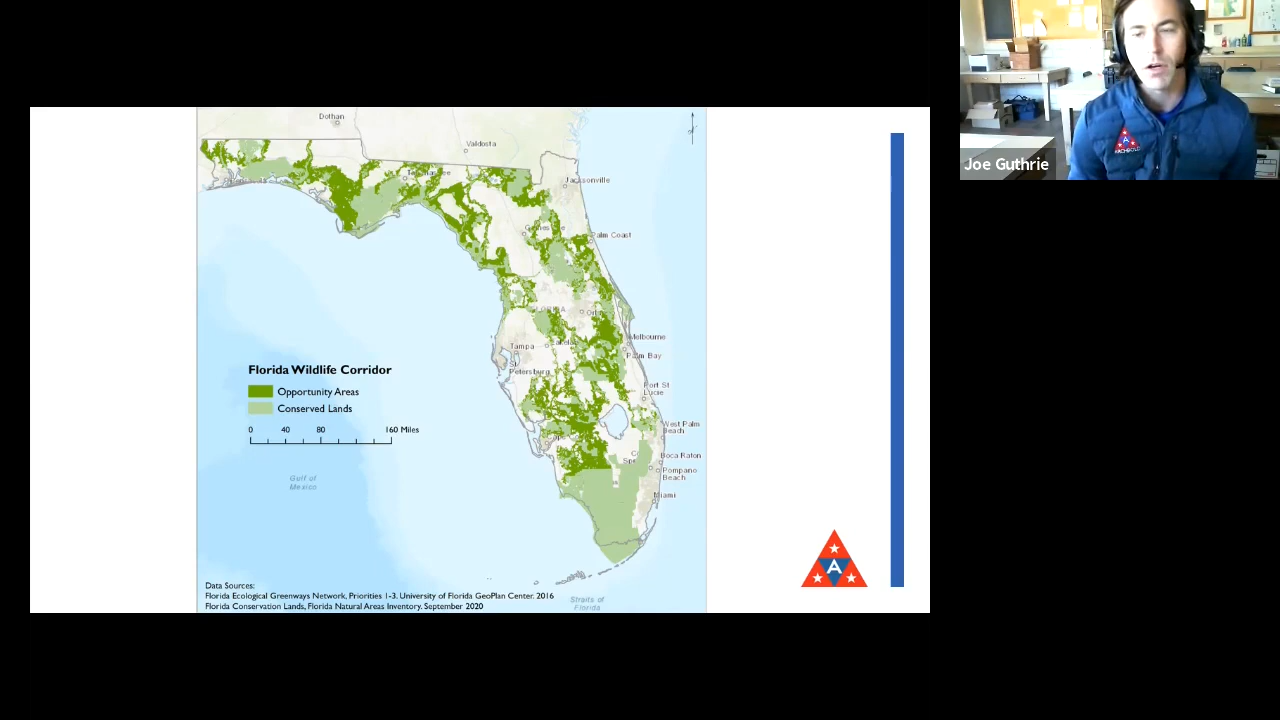 Dothan
Valdosta
Jacksonville
Palm Coast
Melbourne
Tampa
Palm Bay
St
Petersburg
Port St
Lucie
West Palm
Beach
Boca Raton
Pompano
Beach
Miami
Florida Wildlife Corridor
Opportunity Areas
Conserved Lands
0 40 80 160 Miles
Gulf of
Mexico
Data Sources:
Florida Ecological Greenways Network, Priorities 1-3. University of Florida GeoPlan Center. 2016
Florida Conservation Lands, Florida Natural Areas Inventory. September 2020
Straits of
Florida
A
Joe Guthrie